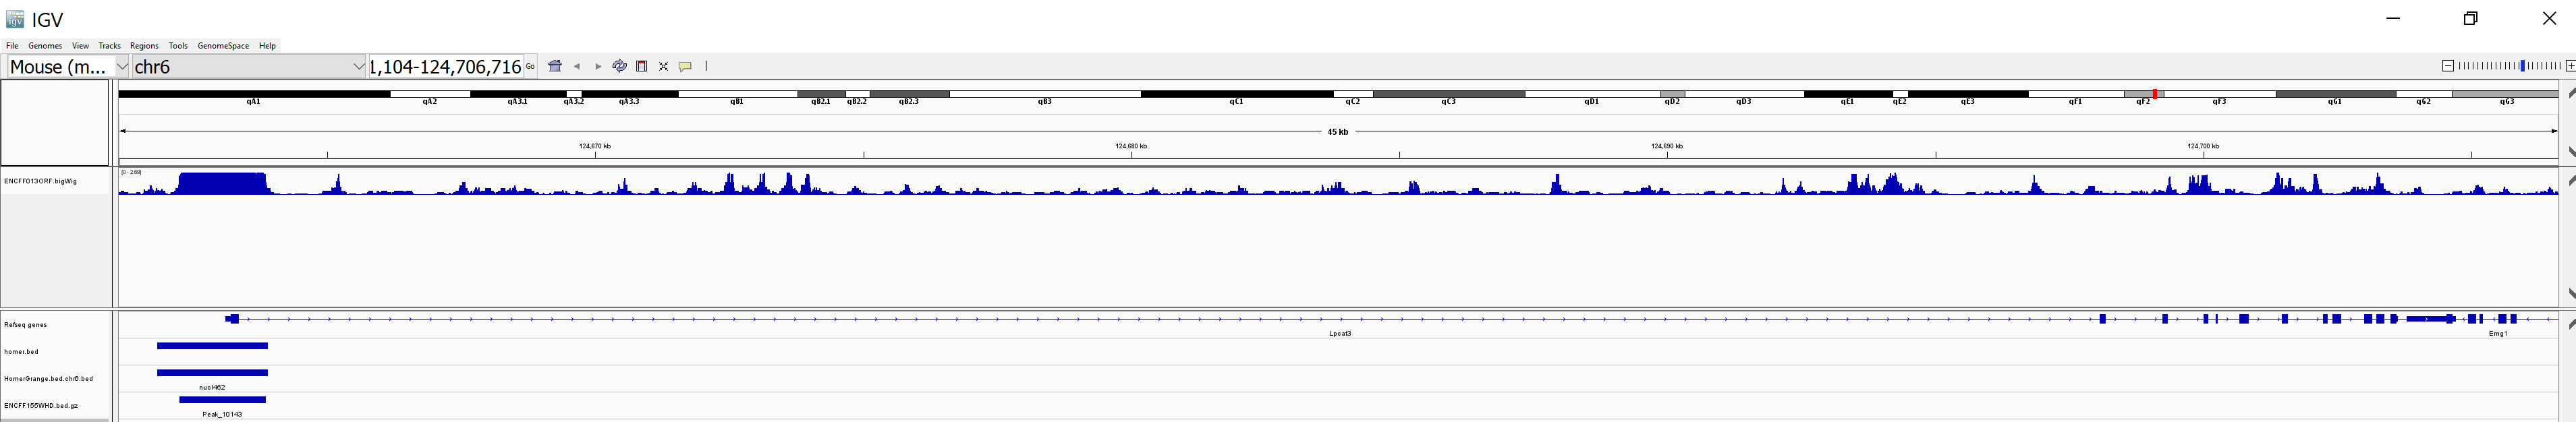 IGV
File Genomes View Tracks Regions Tools GenomeSpace Help
Mouse (m... chr6 1,104-124,706,716 Go
qA1 qA2 qA3.1 qA3.2 qA3.3 qB1 qB2.1 qB2.2 qB2.3 qB3 qC1 qC2 qC3 qD1 qD2 qD3 qE1 qE2 qE3 qF1 qF2 qF3 qG1 qG2 qG3
45 kb
124,670 kb 124,680 kb 124,690 kb 124,700 kb
ENCFF013ORF.bigWig [0 - 2.69]
Refseq genes
Lpcat3 Emg1
homer.bed
HomerGrange.bed.chr6.bed
nucl462
ENCFF155WHD.bed.gz
Peak_10143